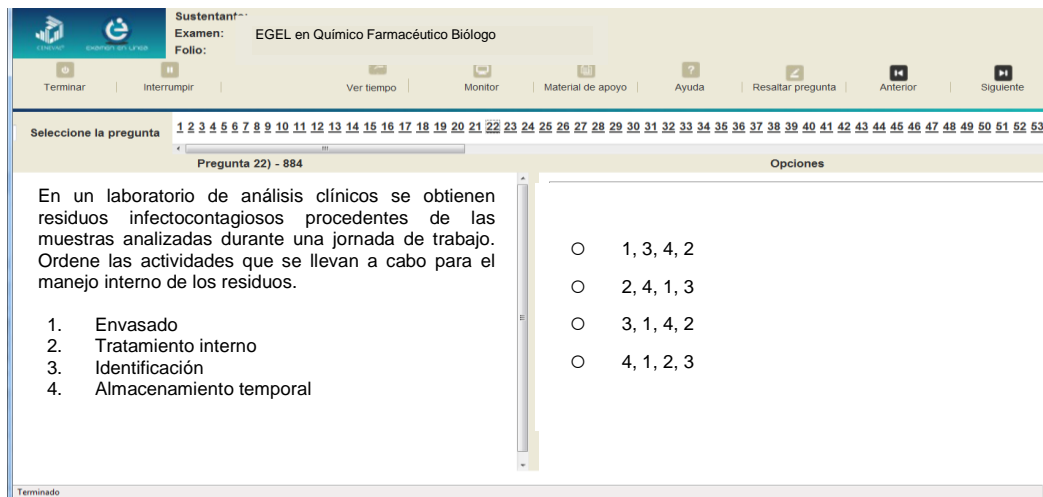 Sustentante:
Examen: EGEL en Químico Farmacéutico Biólogo
Folio:
CENEVAL EXAMEN EN LÍNEA
Terminar Interrumpir Ver tiempo Monitor Material de apoyo Ayuda Resaltar pregunta Anterior Siguiente
Seleccione la pregunta 1 2 3 4 5 6 7 8 9 10 11 12 13 14 15 16 17 18 19 20 21 22 23 24 25 26 27 28 29 30 31 32 33 34 35 36 37 38 39 40 41 42 43 44 45 46 47 48 49 50 51 52 53
Pregunta 22) - 884
Opciones
En un laboratorio de análisis clínicos se obtienen
residuos infectocontagiosos procedentes de las
muestras analizadas durante una jornada de trabajo.
Ordene las actividades que se llevan a cabo para el
manejo interno de los residuos.
1. Envasado
2. Tratamiento interno
3. Identificación
4. Almacenamiento temporal
1, 3, 4, 2
2, 4, 1, 3
3, 1, 4, 2
4, 1, 2, 3
Terminado